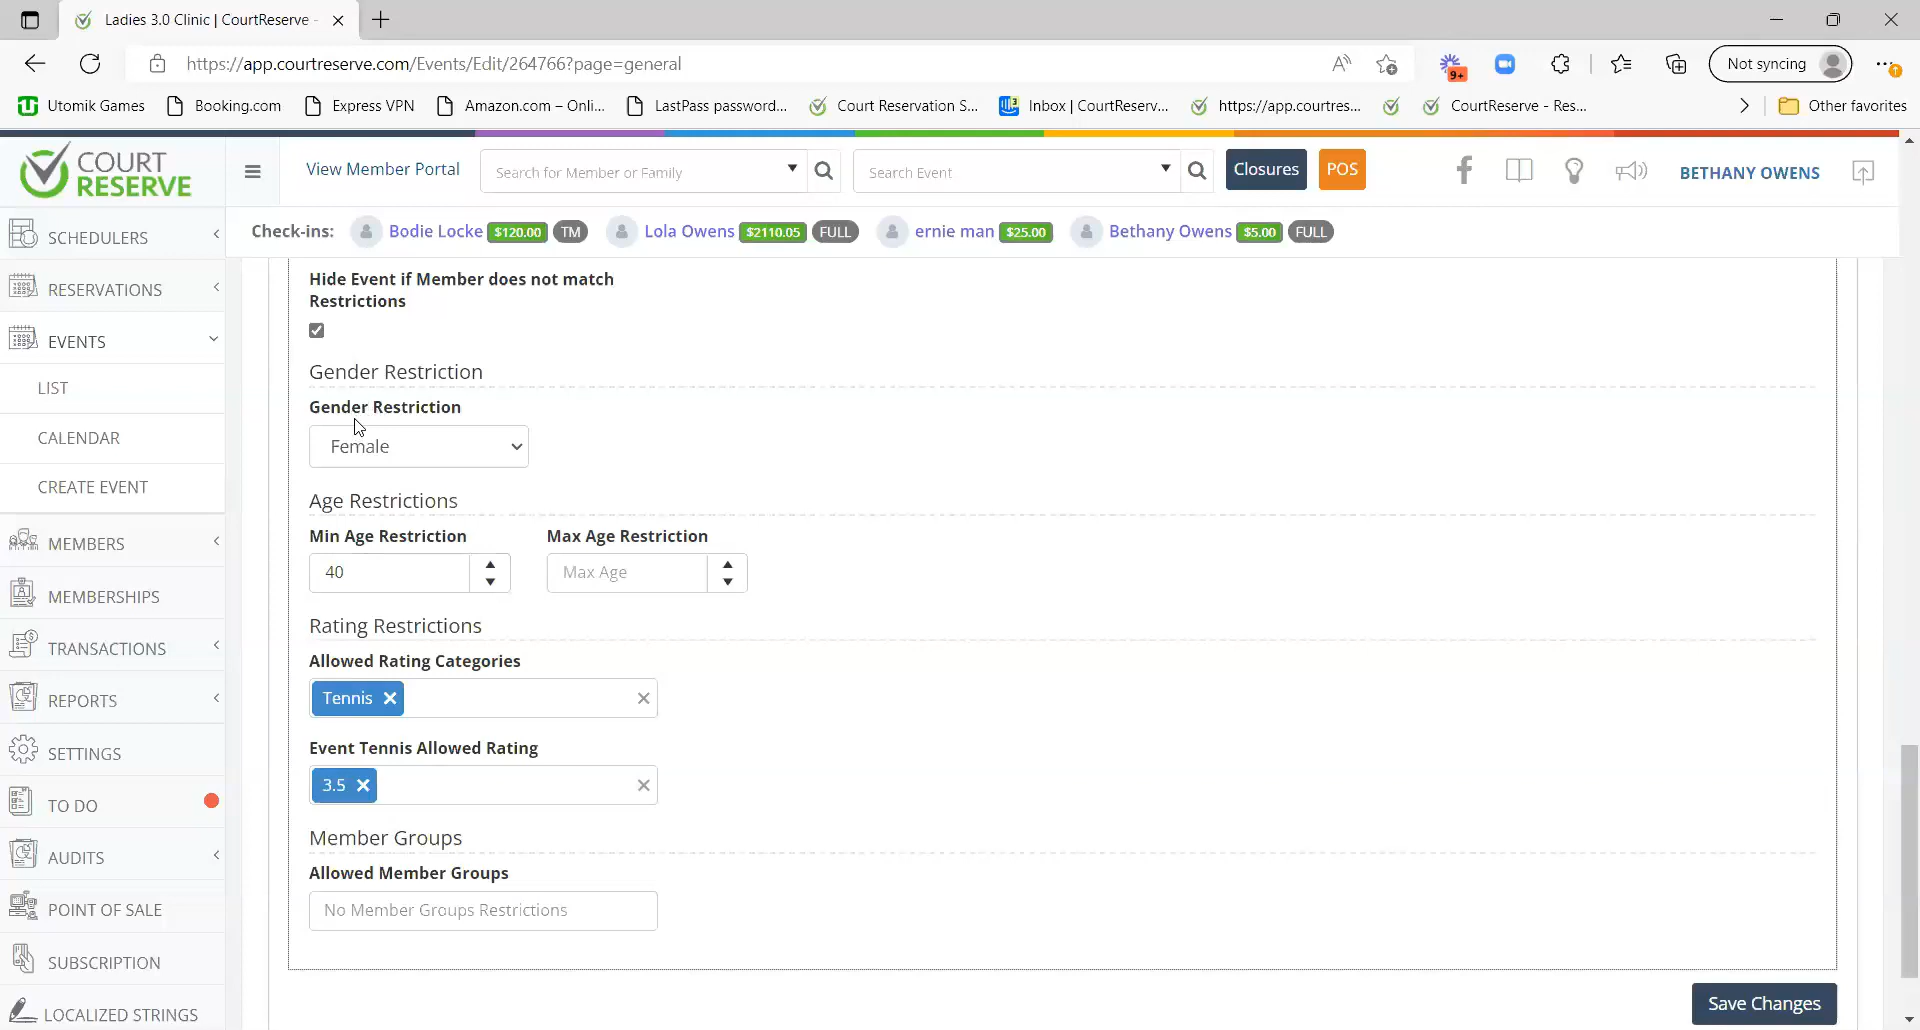 Ladies 3.0 Clinic | CourtReserve -
https://app.courtreserve.com/Events/Edit/264766?page=general
9+
Not syncing
Utomik Games
Booking.com
Express VPN
Amazon.com – Onli...
LastPass password...
Court Reservation S...
Inbox | CourtReserv...
https://app.courtres...
CourtReserve - Res...
Other favorites
COURT
RESERVE
View Member Portal
Search for Member or Family
Search Event
Closures
POS
BETHANY OWENS
Check-ins:
Bodie Locke $120.00 TM
Lola Owens $2110.05 FULL
ernie man $25.00
Bethany Owens $5.00 FULL
SCHEDULERS
RESERVATIONS
EVENTS
LIST
CALENDAR
CREATE EVENT
MEMBERS
MEMBERSHIPS
TRANSACTIONS
REPORTS
SETTINGS
TO DO
AUDITS
POINT OF SALE
SUBSCRIPTION
LOCALIZED STRINGS
Hide Event if Member does not match
Restrictions
Gender Restriction
Gender Restriction
Female
Age Restrictions
Min Age Restriction
Max Age Restriction
40
Max Age
Rating Restrictions
Allowed Rating Categories
Tennis
Event Tennis Allowed Rating
3.5
Member Groups
Allowed Member Groups
No Member Groups Restrictions
Save Changes